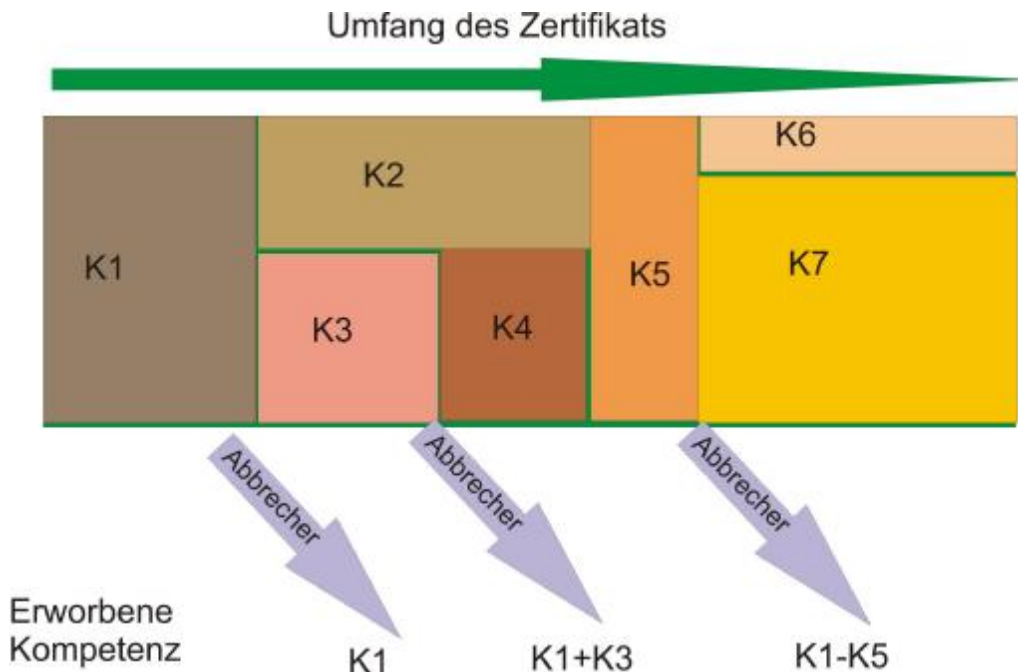 Umfang des Zertifikats
K1
K2
K3
K4
K5
K6
K7
Abbrecher
Abbrecher
Abbrecher
Erworbene
Kompetenz
K1
K1+K3
K1-K5